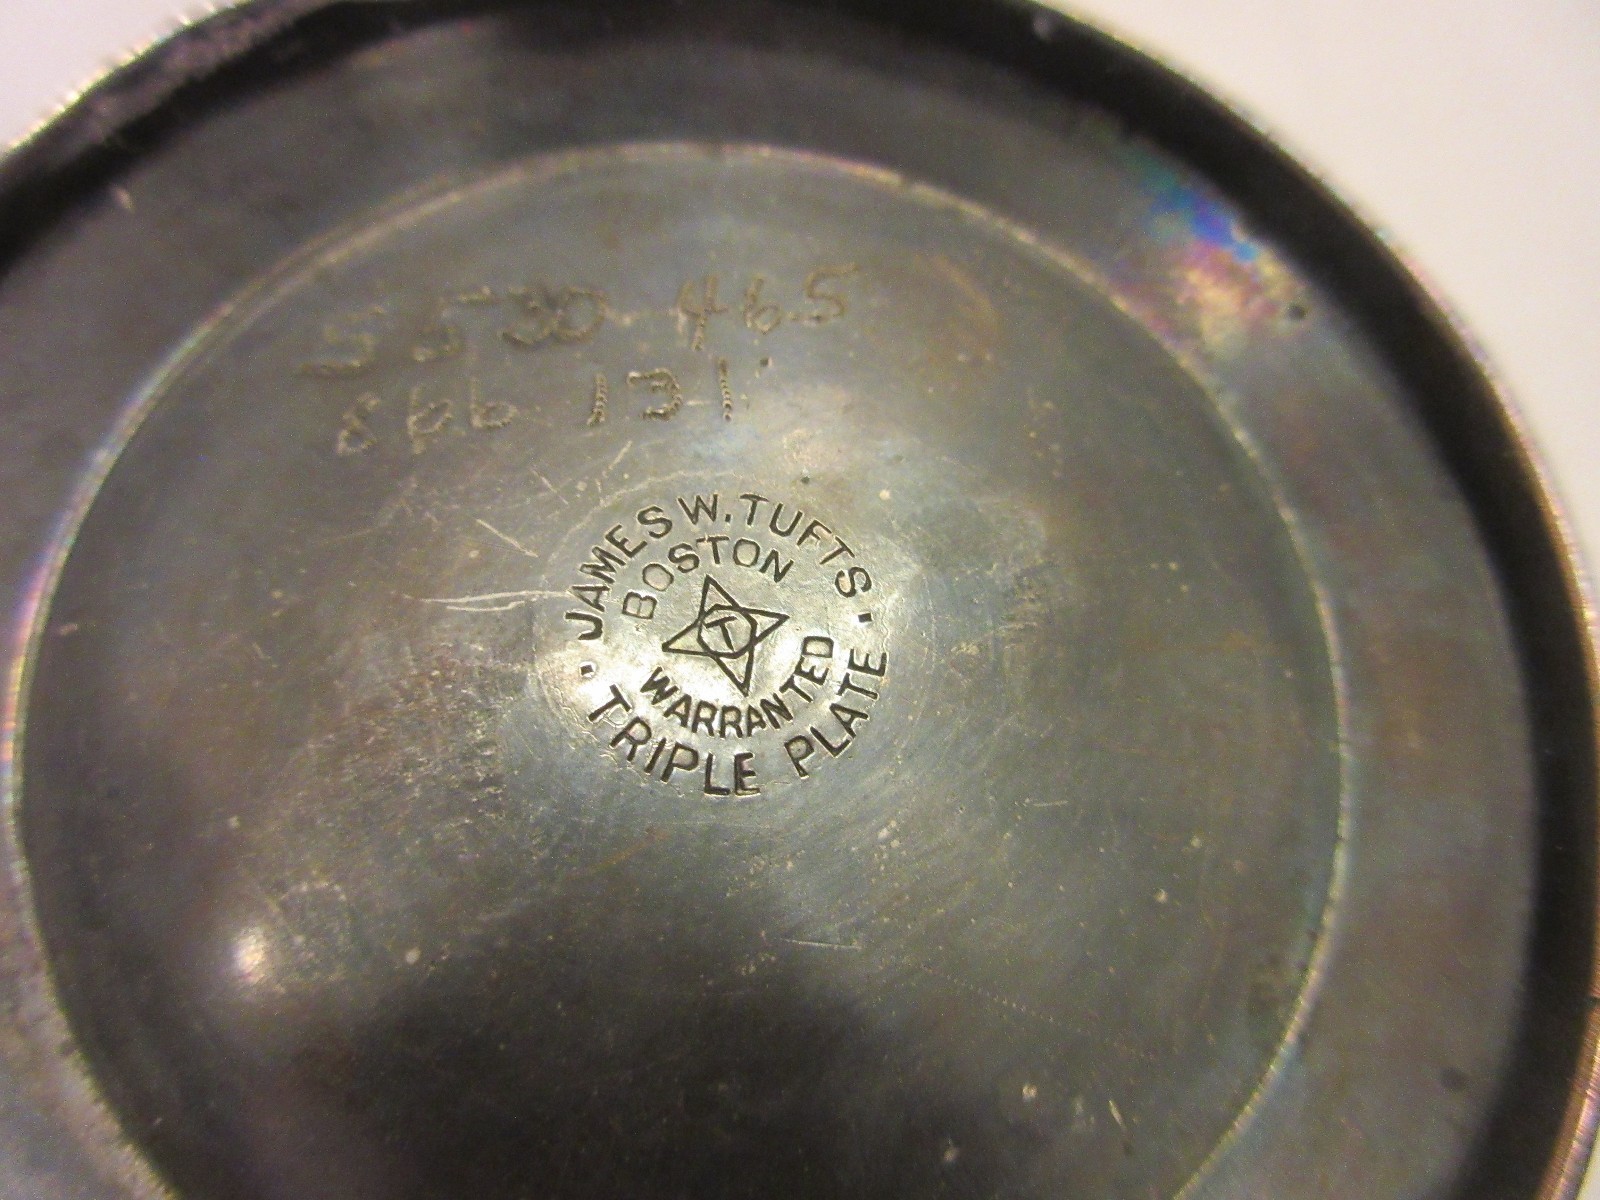 5530 465
866 131
JAMES W. TUFTS.
BOSTON
T
WARRANTED
· TRIPLE PLATE